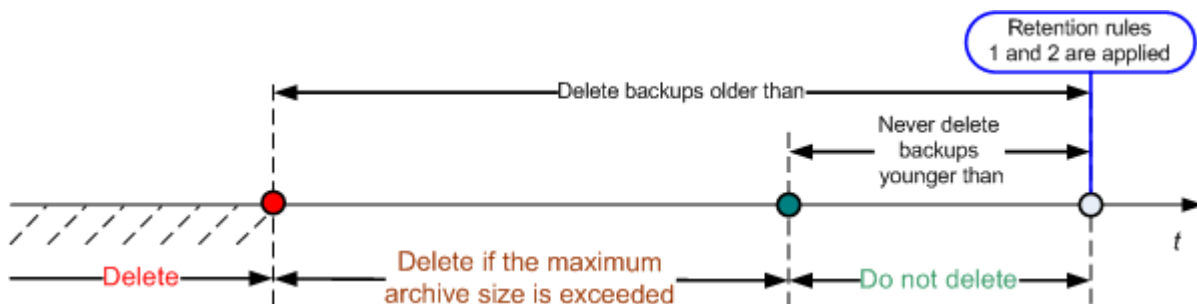 Retention rules
1 and 2 are applied
Delete backups older than
Never delete
backups
younger than
t
Delete
Delete if the maximum
archive size is exceeded
Do not delete